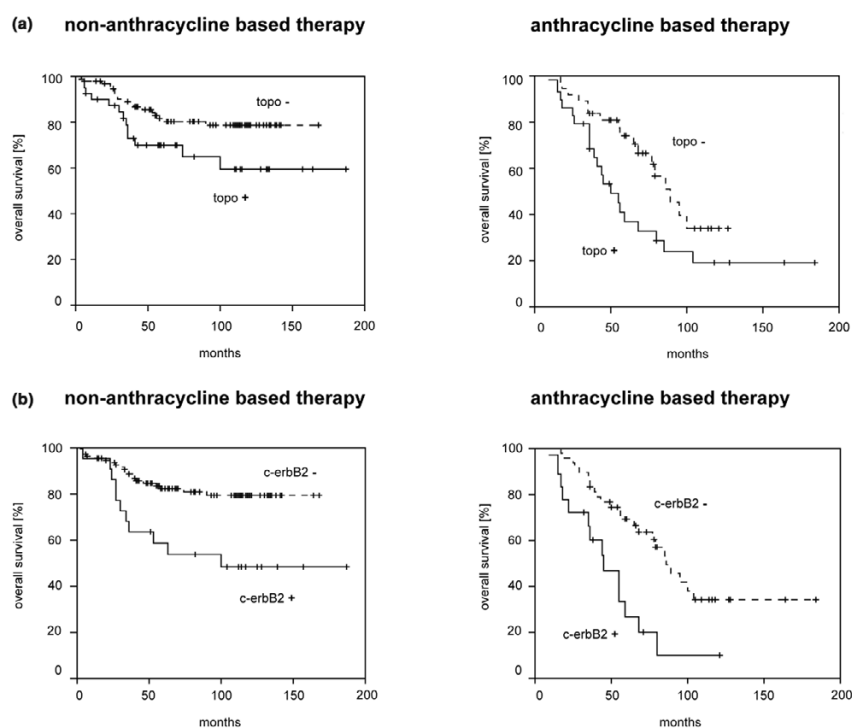 (a) non-anthracycline based therapy
anthracycline based therapy
overall survival [%]
100
80
60
40
20
0
topo -
topo +
0 50 100 150 200
months
overall survival [%]
100
80
60
40
20
0
topo -
topo +
0 50 100 150 200
months
(b) non-anthracycline based therapy
anthracycline based therapy
overall survival [%]
100
80
60
40
20
0
c-erbB2 -
c-erbB2 +
0 50 100 150 200
months
overall survival [%]
100
80
60
40
20
0
c-erbB2 -
c-erbB2 +
0 50 100 150 200
months